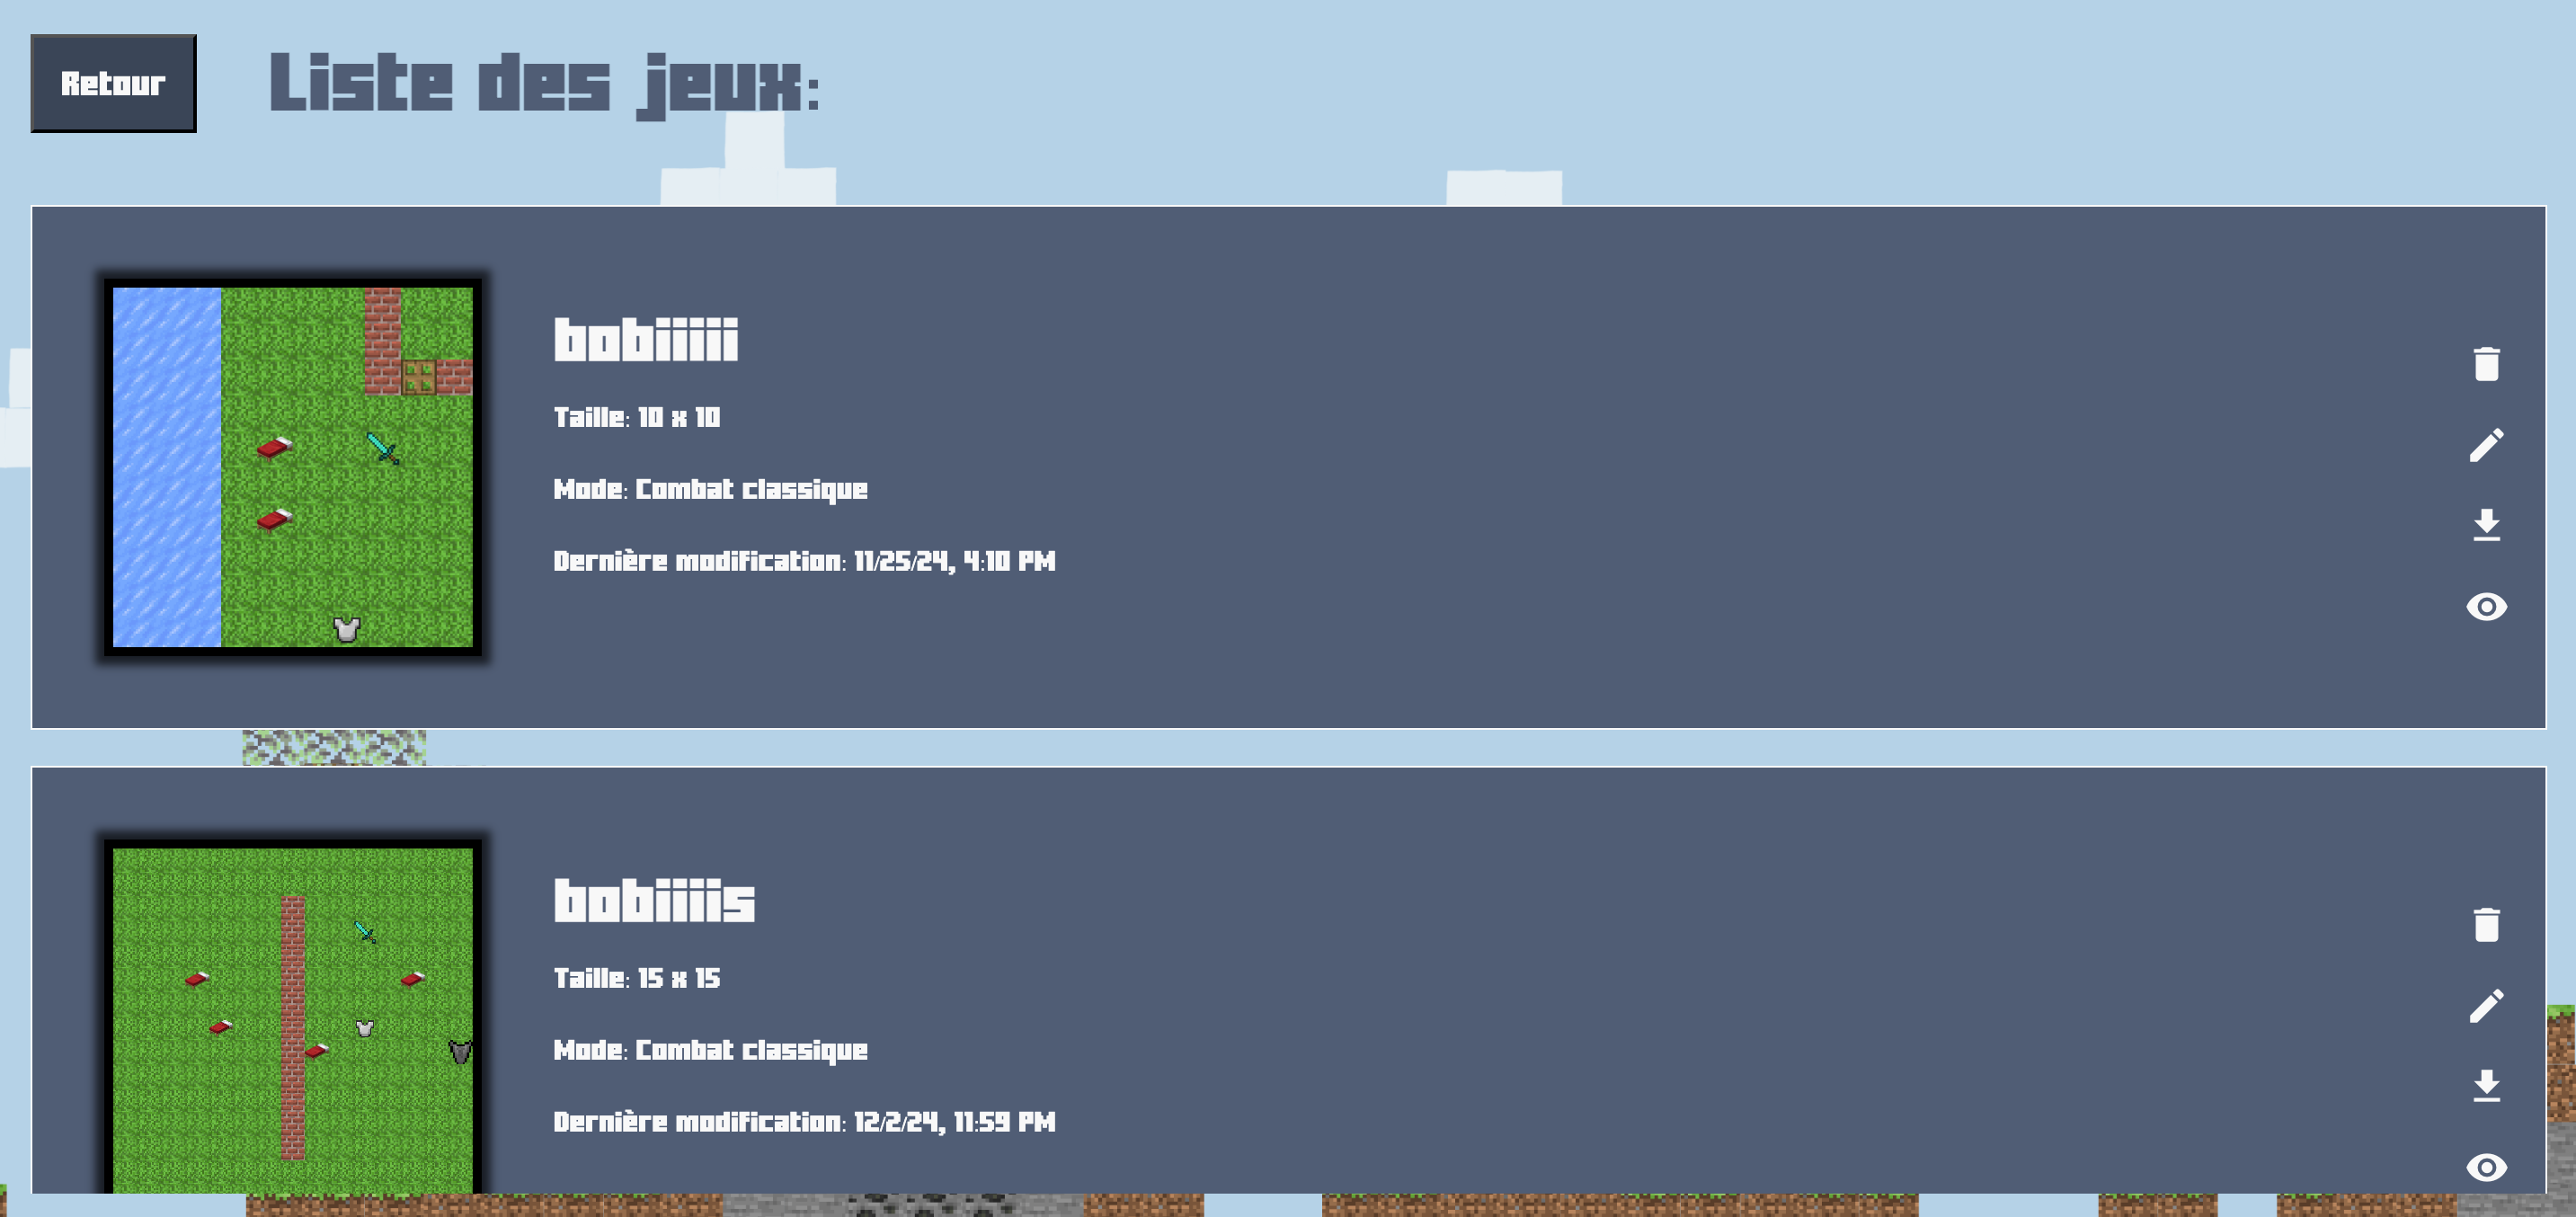 Retour
Liste des jeux:
bobiiiii
Taille: 10 x 10
Mode: Combat classique
Dernière modification: 11/25/24, 4:10 PM
bobiiiis
Taille: 15 x 15
Mode: Combat classique
Dernière modification: 12/2/24, 11:59 PM